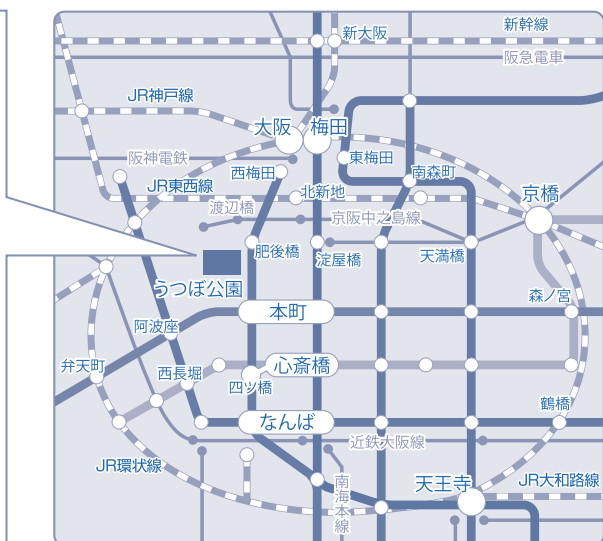 新幹線
新大阪
阪急電車
JR神戸線
大阪
梅田
阪神電鉄
東梅田
西梅田
南森町
JR東西線
北新地
京橋
渡辺橋
京阪中之島線
肥後橋
淀屋橋
天満橋
うつぼ公園
森ノ宮
本町
阿波座
弁天町
心斎橋
西長堀
四ツ橋
鶴橋
なんば
近鉄大阪線
JR環状線
天王寺
JR大和路線
南海本線